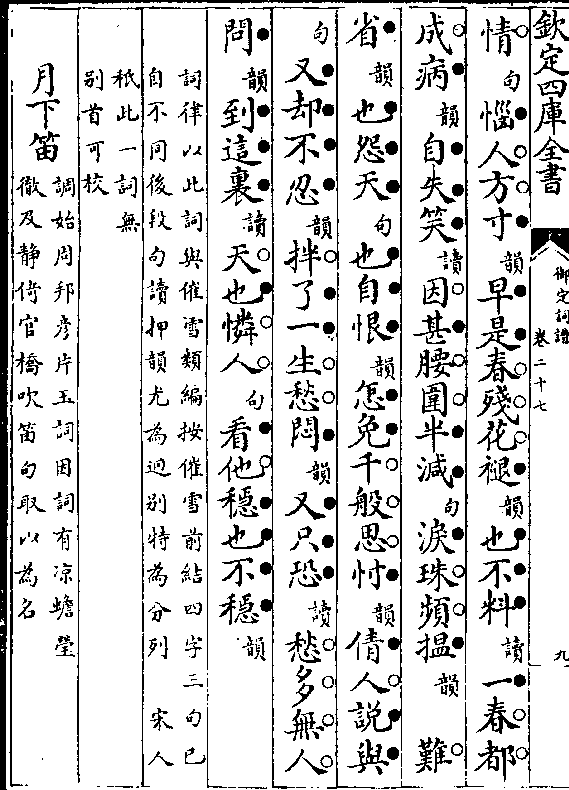 欽定四庫全書
御定詞譜
卷二十七
九
情句惱人方寸韻早是春殘花褪韻也不料讀一春都
成病韻自失笑讀因甚腰圍半減句淚珠頻揾韻難
省韻也怨天句也自恨韻怎免千般思忖韻倩人說與
句又却不忍韻拌了一生愁悶韻又只恐讀愁多無人
問韻到這裏讀天也憐人句看他穩也不穩韻
詞律以此詞與催雪類編按催雪前結四字三句已
自不同後段句讀押韻尤為逈別特為分列 宋人
秪此一詞無
別首可校
月下笛
調始周邦彦片玉詞因詞有凉蟾瑩
徹及静倚官橋吹笛句取以為名